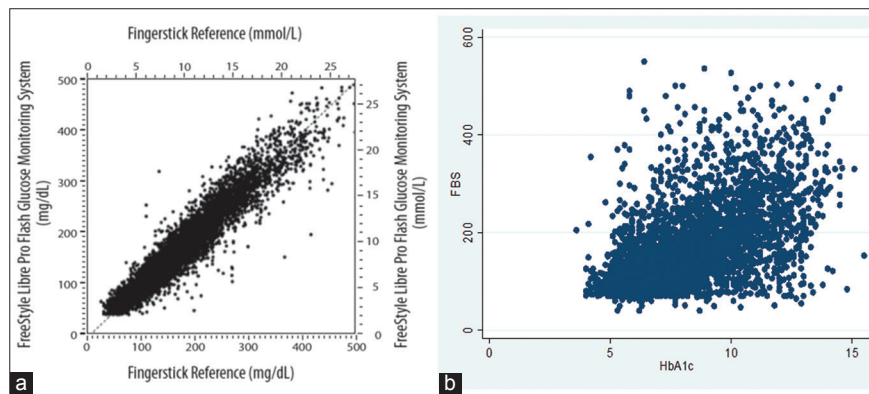 Fingerstick Reference (mmol/L)
0 5 10 15 20 25
FreeStyle Libre Pro Flash Glucose Monitoring System
(mg/dL)
500
400
300
200
100
0
25
20
15
10
5
0
FreeStyle Libre Pro Flash Glucose Monitoring System
(mmol/L)
0 100 200 300 400 500
Fingerstick Reference (mg/dL)
a
600
400
200
0
FBS
0 5 10 15
HbA1c
b